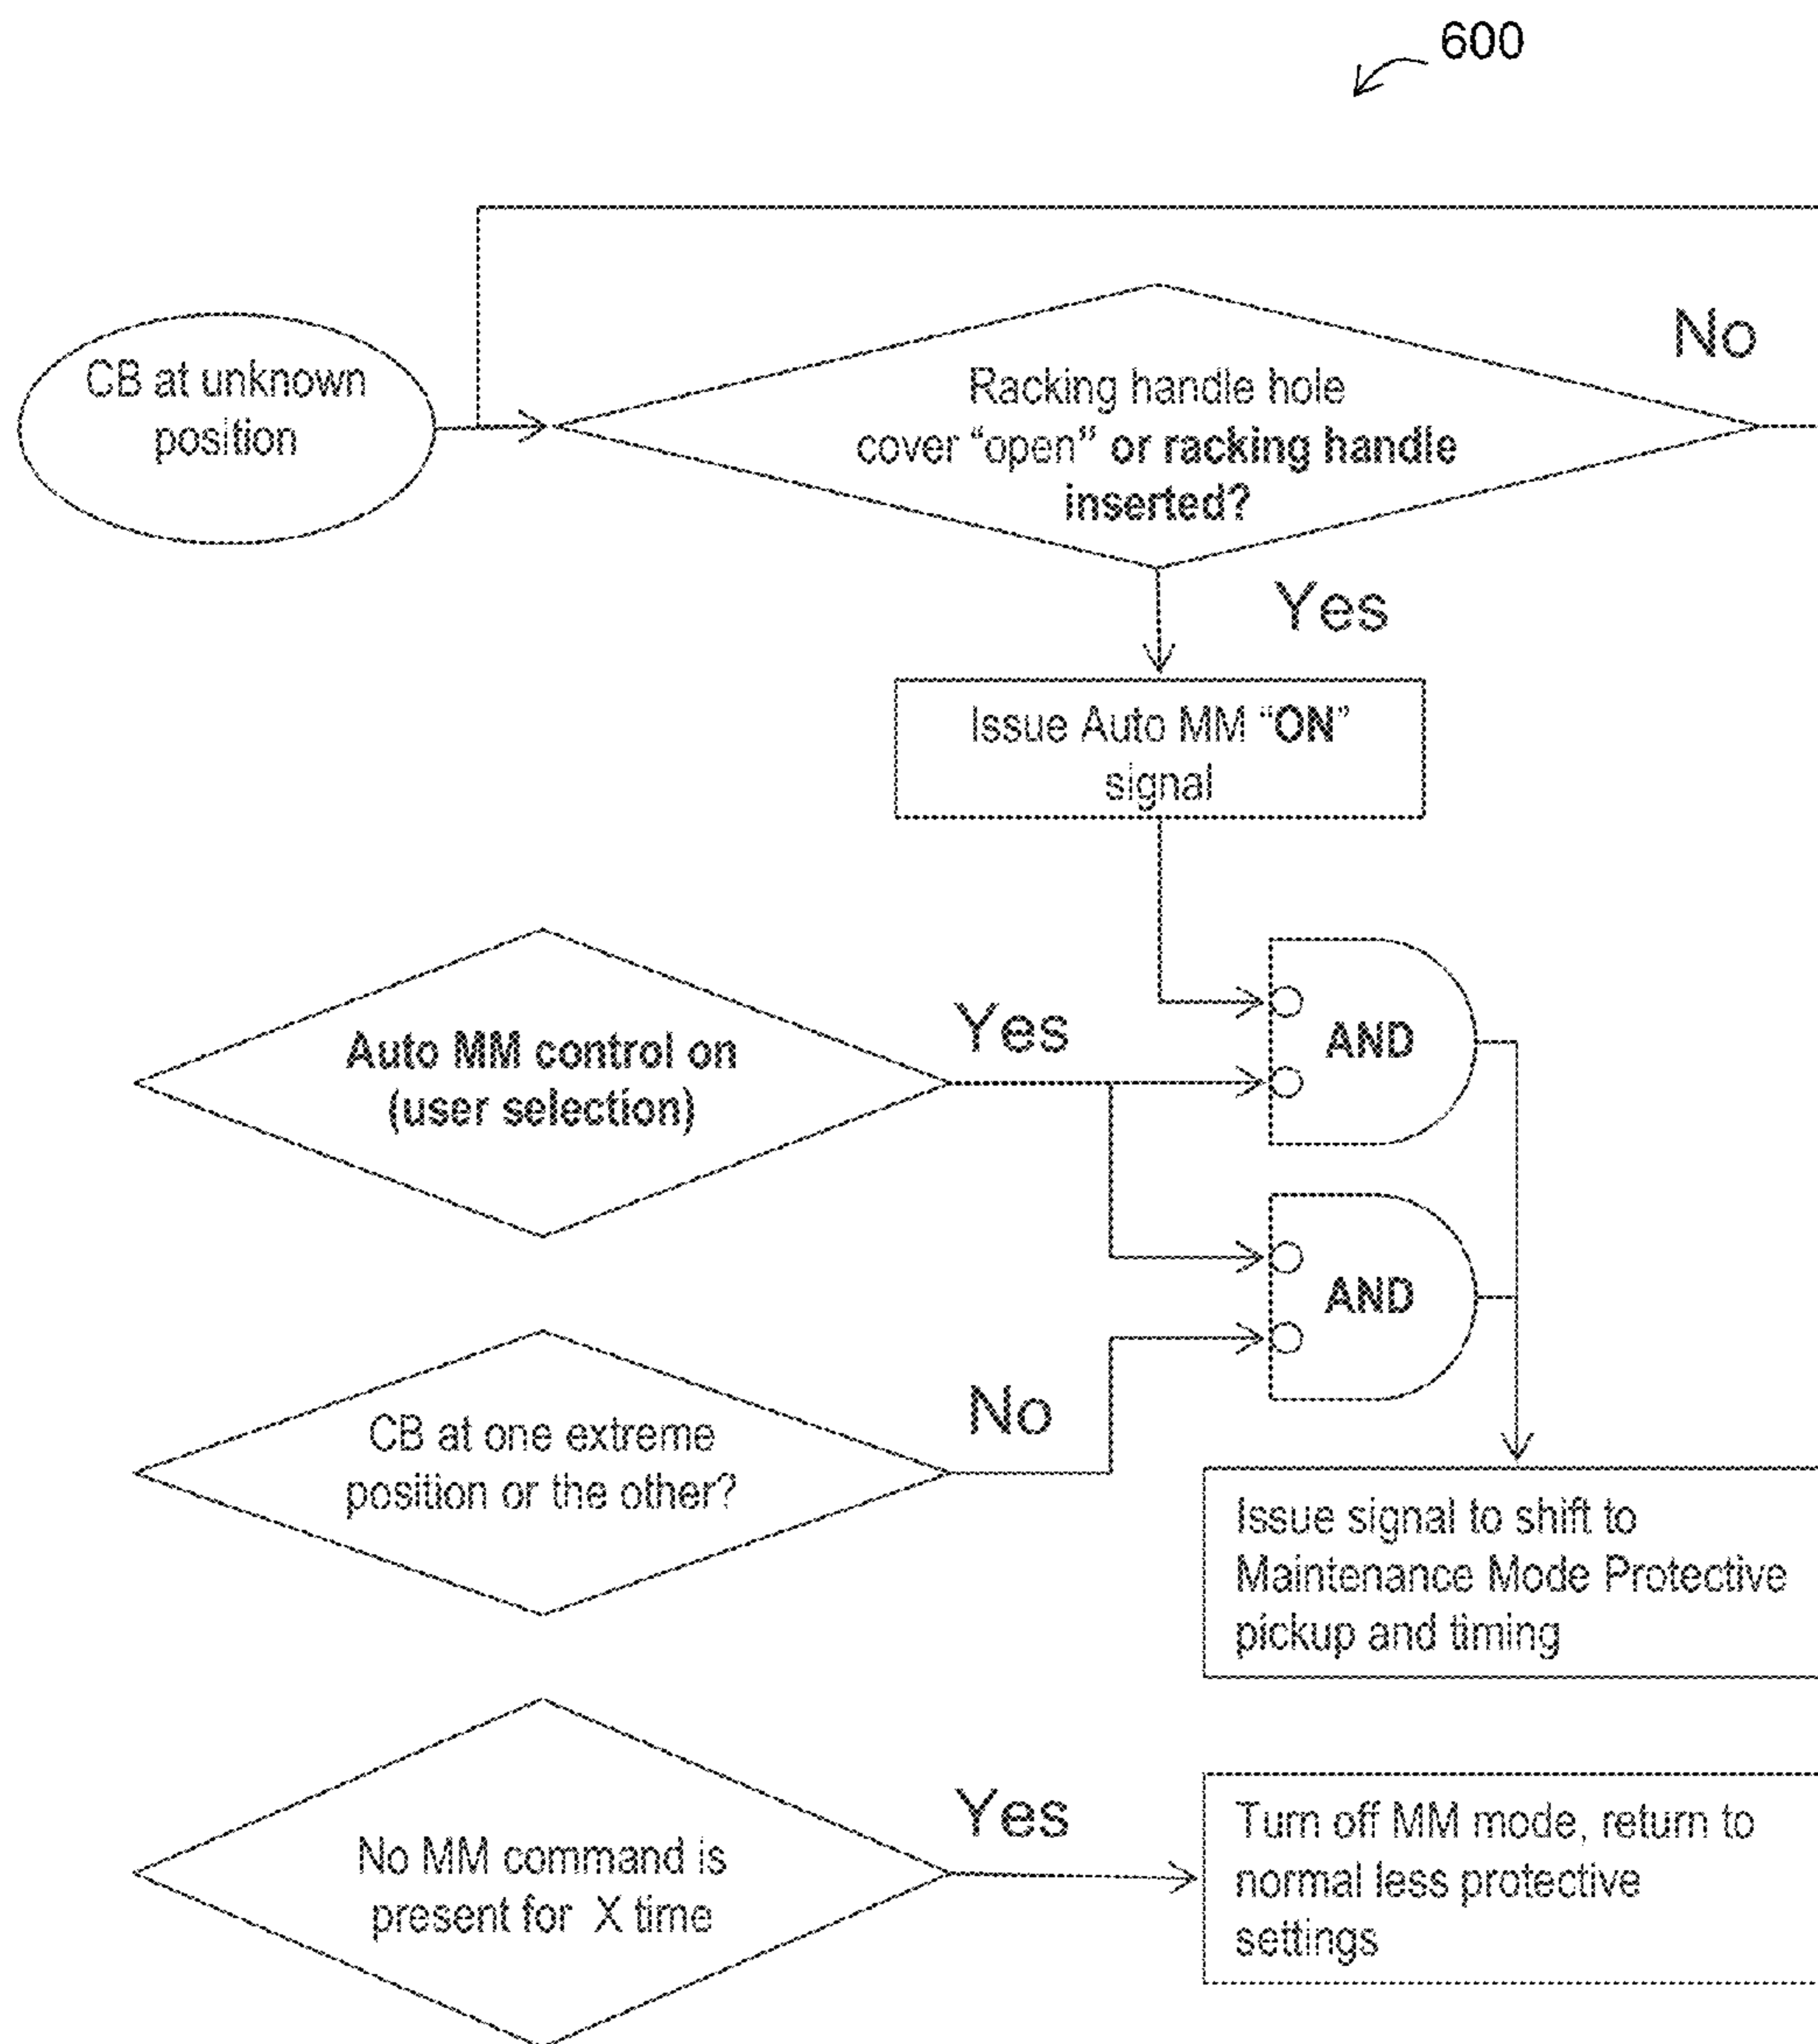 600
CB at unknown
position
Racking handle hole
cover “open” or racking handle
inserted?
No
Yes
Issue Auto MM “ON”
signal
Auto MM control on
(user selection)
Yes
AND
AND
CB at one extreme
position or the other?
No
Issue signal to shift to
Maintenance Mode Protective
pickup and timing
No MM command is
present for X time
Yes
Turn off MM mode, return to
normal less protective
settings